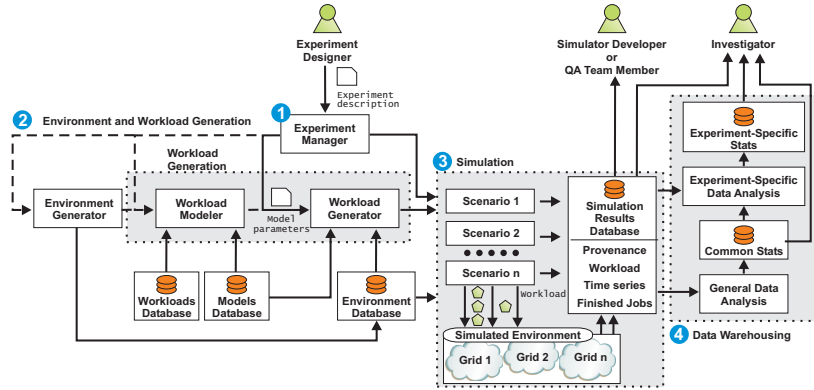 Experiment
Designer
Simulator Developer
or
QA Team Member
Investigator
Experiment
description
2 Environment and Workload Generation
1 Experiment
Manager
Workload
Generation
Environment
Generator
Workload
Modeler
Model
parameters
Workload
Generator
Workloads
Database
Models
Database
Environment
Database
3 Simulation
Scenario 1
Scenario 2
Scenario n
Workload
Simulated Environment
Grid 1
Grid 2
Grid n
Simulation
Results
Database
Provenance
Workload
Time series
Finished Jobs
Experiment-Specific
Stats
Experiment-Specific
Data Analysis
Common Stats
General Data
Analysis
4 Data Warehousing